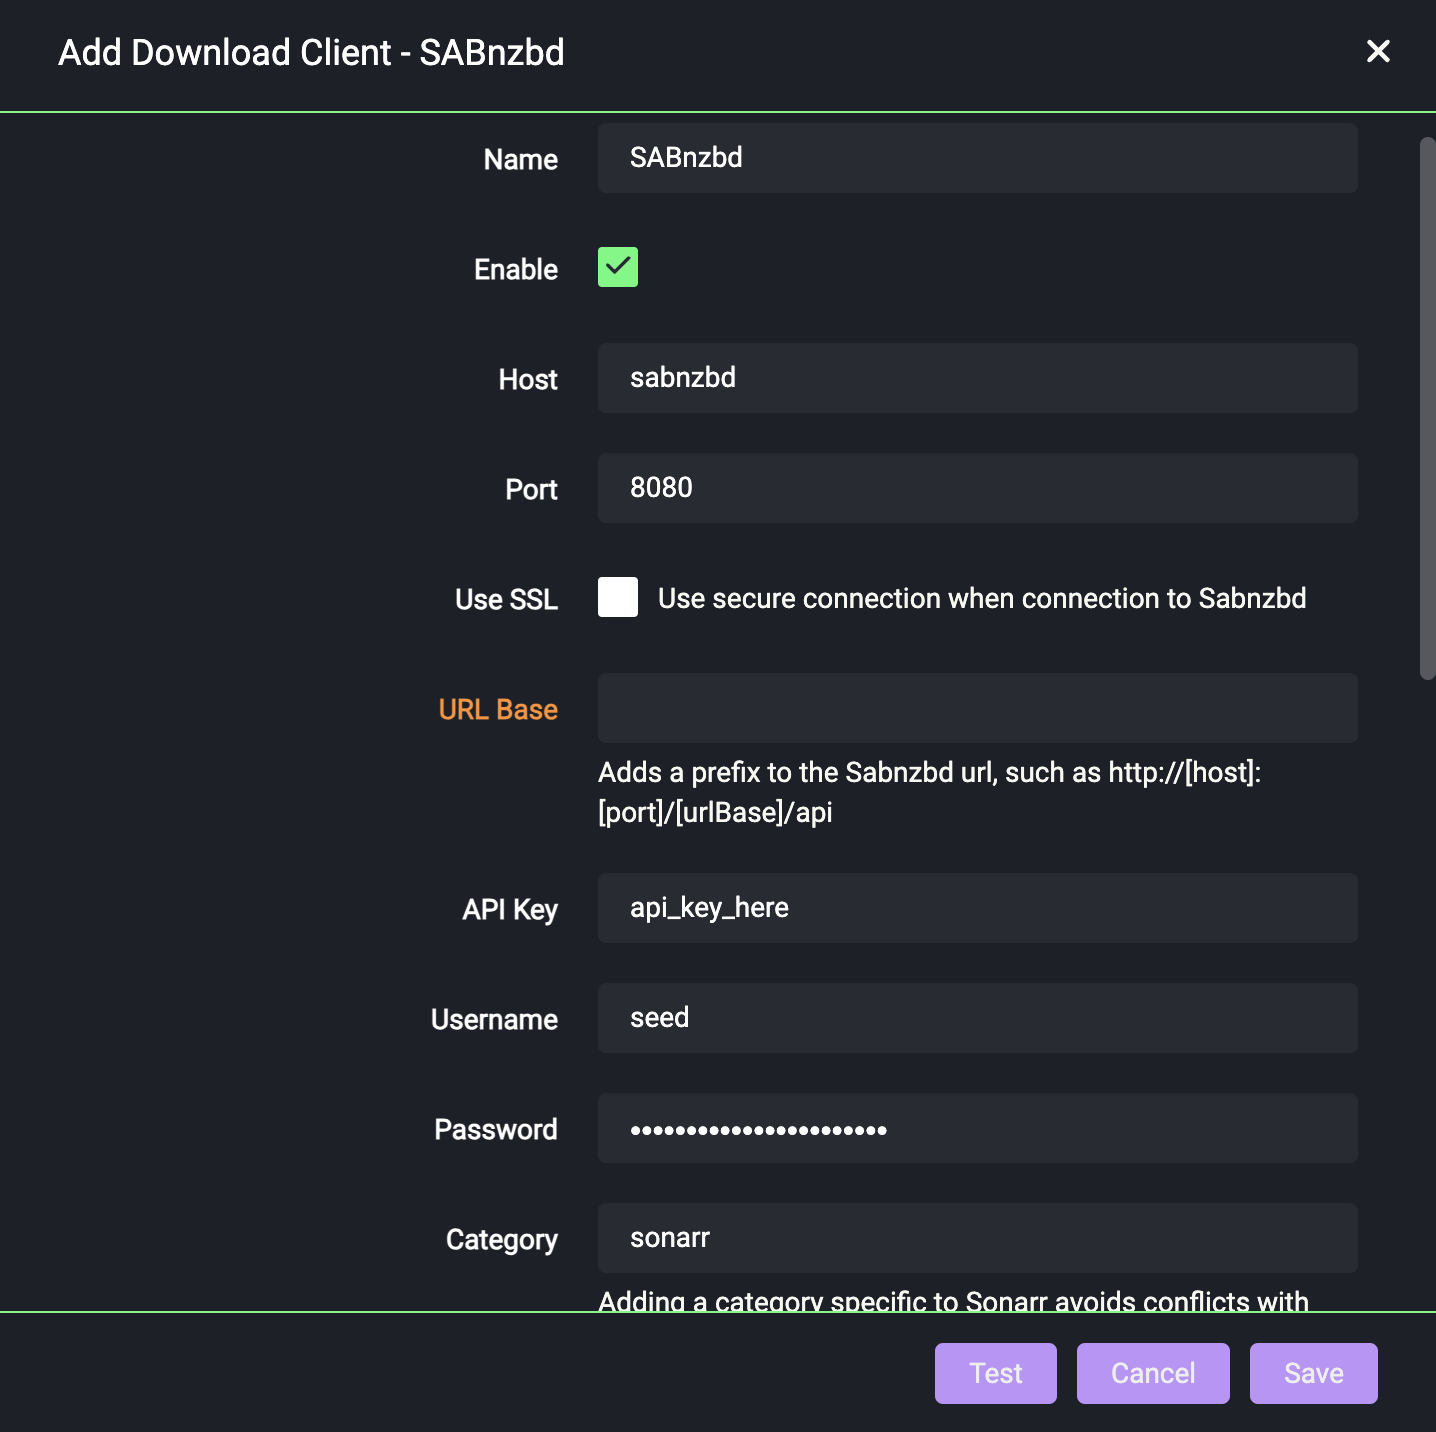 Add Download Client - SABnzbd
Name
SABnzbd
Enable
Host
sabnzbd
Port
8080
Use SSL
Use secure connection when connection to Sabnzbd
URL Base
Adds a prefix to the Sabnzbd url, such as http://[host]:
[port]/[urlBase]/api
API Key
api_key_here
Username
seed
Password
•••••••••••••••••••••••
Category
sonarr
Adding a category specific to Sonarr avoids conflicts with
Test
Cancel
Save